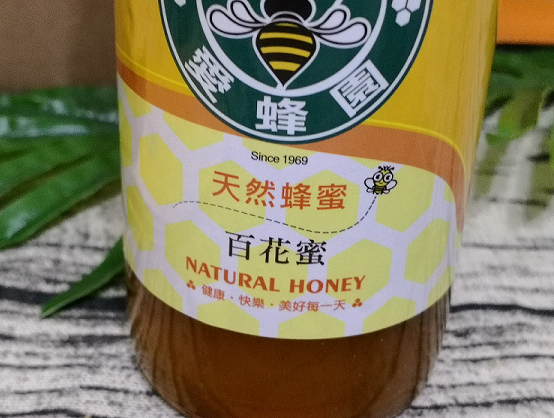 愛蜂園
Since 1969
天然蜂蜜
百花蜜
NATURAL HONEY
健康·快樂·美好每一天